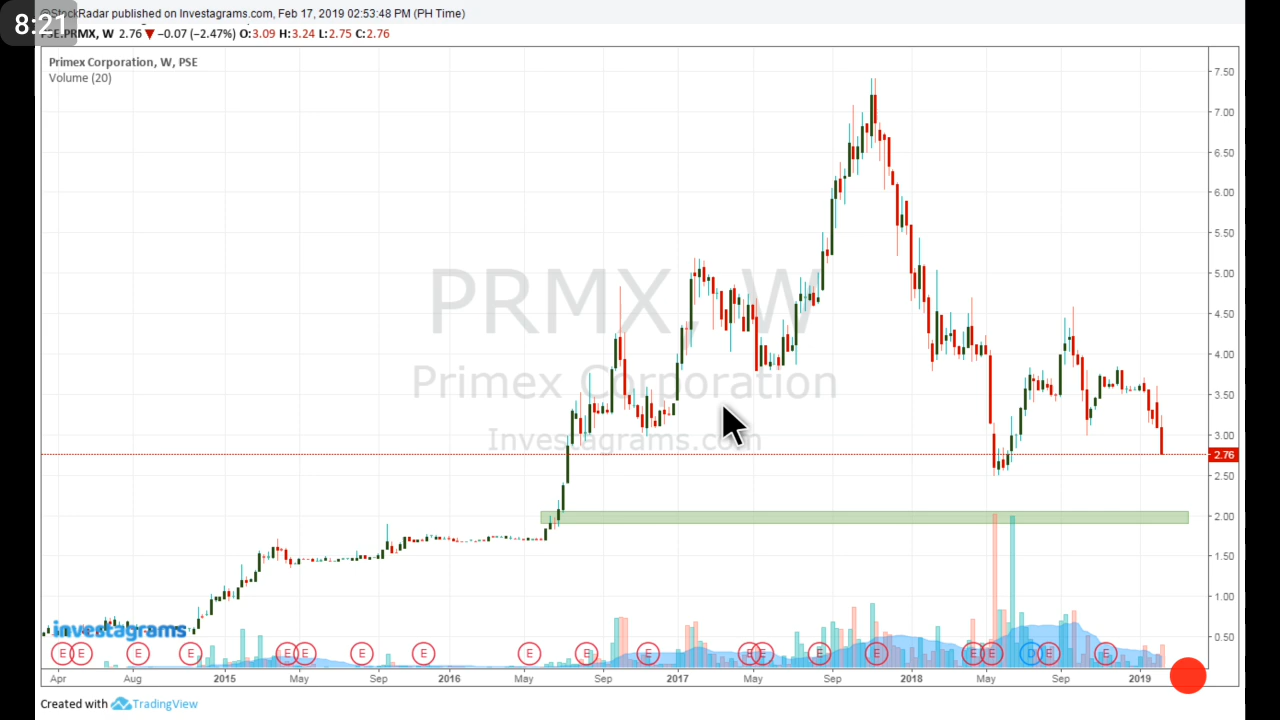 8:21
@StockRadar published on Investagrams.com, Feb 17, 2019 02:53:48 PM (PH Time)
PSE:PRMX, W 2.76 ▼ −0.07 (−2.47%) O:3.09 H:3.24 L:2.75 C:2.76
Primex Corporation, W, PSE
Volume (20)
PRMX, W
Primex Corporation
Investagrams.com
7.50
7.00
6.50
6.00
5.50
5.00
4.50
4.00
3.50
3.00
2.76
2.50
2.00
1.50
1.00
0.50
investagrams
E E E E E E E E E E E E E E E E E D E E
Apr Aug 2015 May Sep 2016 May Sep 2017 May Sep 2018 May Sep 2019
Created with TradingView